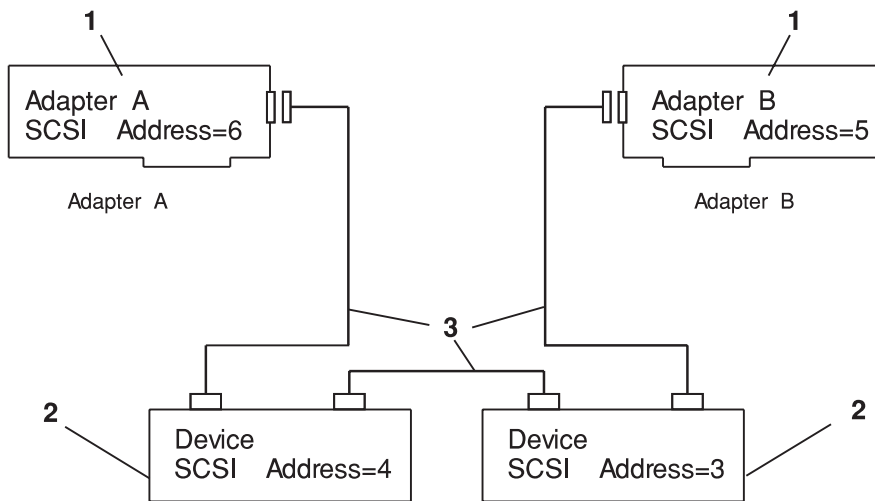 1
1
Adapter A
SCSI Address=6
Adapter B
SCSI Address=5
Adapter A
Adapter B
3
2
2
Device
SCSI Address=4
Device
SCSI Address=3